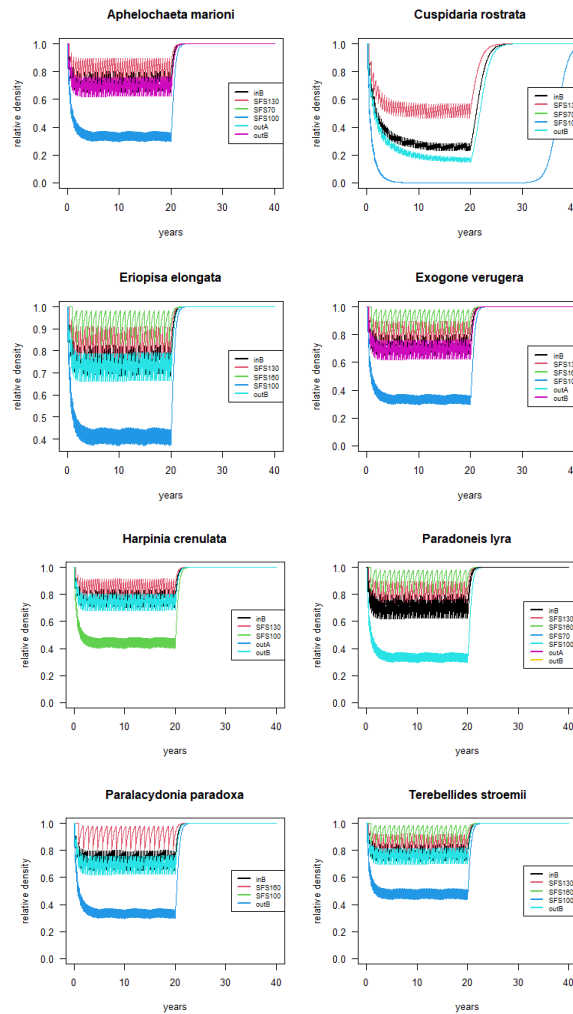 Aphelochaeta marioni
relative density
1.0
0.8
0.6
0.4
0.2
0.0
inB
SFS130
SFS70
SFS100
outA
outB
0 10 20 30 40
years
Cuspidaria rostrata
relative density
1.0
0.8
0.6
0.4
0.2
0.0
inB
SFS13
SFS70
SFS10
outB
0 10 20 30 40
years
Eriopisa elongata
relative density
1.0
0.9
0.8
0.7
0.6
0.5
0.4
inB
SFS130
SFS160
SFS100
outB
0 10 20 30 40
years
Exogone verugera
relative density
1.0
0.8
0.6
0.4
0.2
0.0
inB
SFS13
SFS16
SFS10
outA
outB
0 10 20 30 40
years
Harpinia crenulata
relative density
1.0
0.8
0.6
0.4
0.2
0.0
inB
SFS130
SFS100
outA
outB
0 10 20 30 40
years
Paradoneis lyra
relative density
1.0
0.8
0.6
0.4
0.2
0.0
inB
SFS130
SFS160
SFS70
SFS100
outA
outB
0 10 20 30 40
years
Paralacydonia paradoxa
relative density
1.0
0.8
0.6
0.4
0.2
0.0
inB
SFS160
SFS100
outB
0 10 20 30 40
years
Terebellides stroemii
relative density
1.0
0.8
0.6
0.4
0.2
0.0
inB
SFS130
SFS160
SFS100
outB
0 10 20 30 40
years